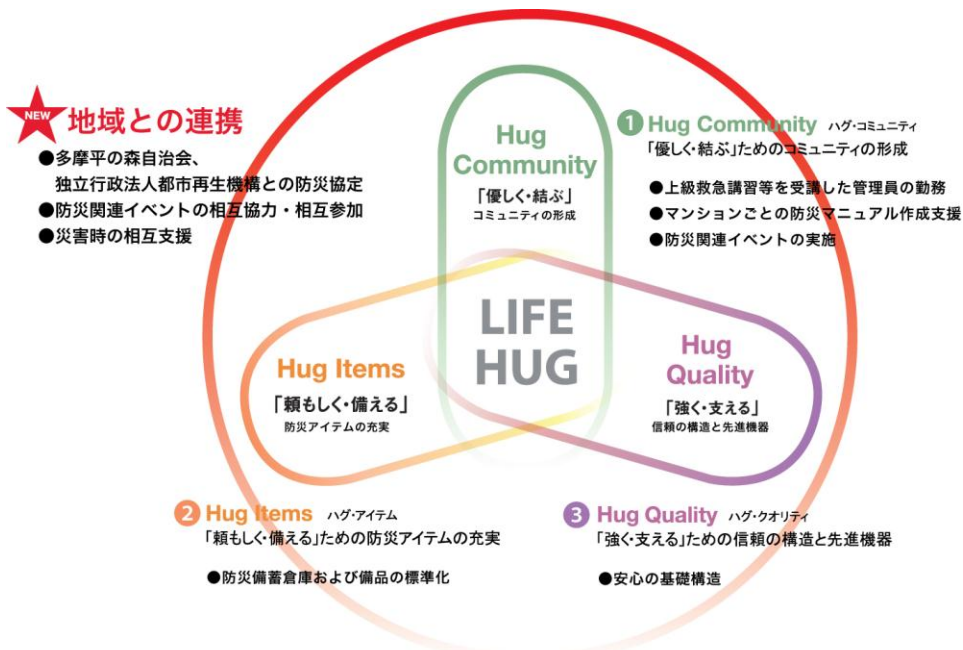 NEW
地域との連携
●多摩平の森自治会、
独立行政法人都市再生機構との防災協定
●防災関連イベントの相互協力・相互参加
●災害時の相互支援
Hug
Community
「優しく・結ぶ」
コミュニティの形成
1 Hug Community ハグ・コミュニティ
「優しく・結ぶ」ためのコミュニティの形成
●上級救急講習等を受講した管理員の勤務
●マンションごとの防災マニュアル作成支援
●防災関連イベントの実施
LIFE
HUG
Hug Items
「頼もしく・備える」
防災アイテムの充実
Hug
Quality
「強く・支える」
信頼の構造と先進機器
2 Hug Items ハグ・アイテム
「頼もしく・備える」ための防災アイテムの充実
●防災備蓄倉庫および備品の標準化
3 Hug Quality ハグ・クオリティ
「強く・支える」ための信頼の構造と先進機器
●安心の基礎構造